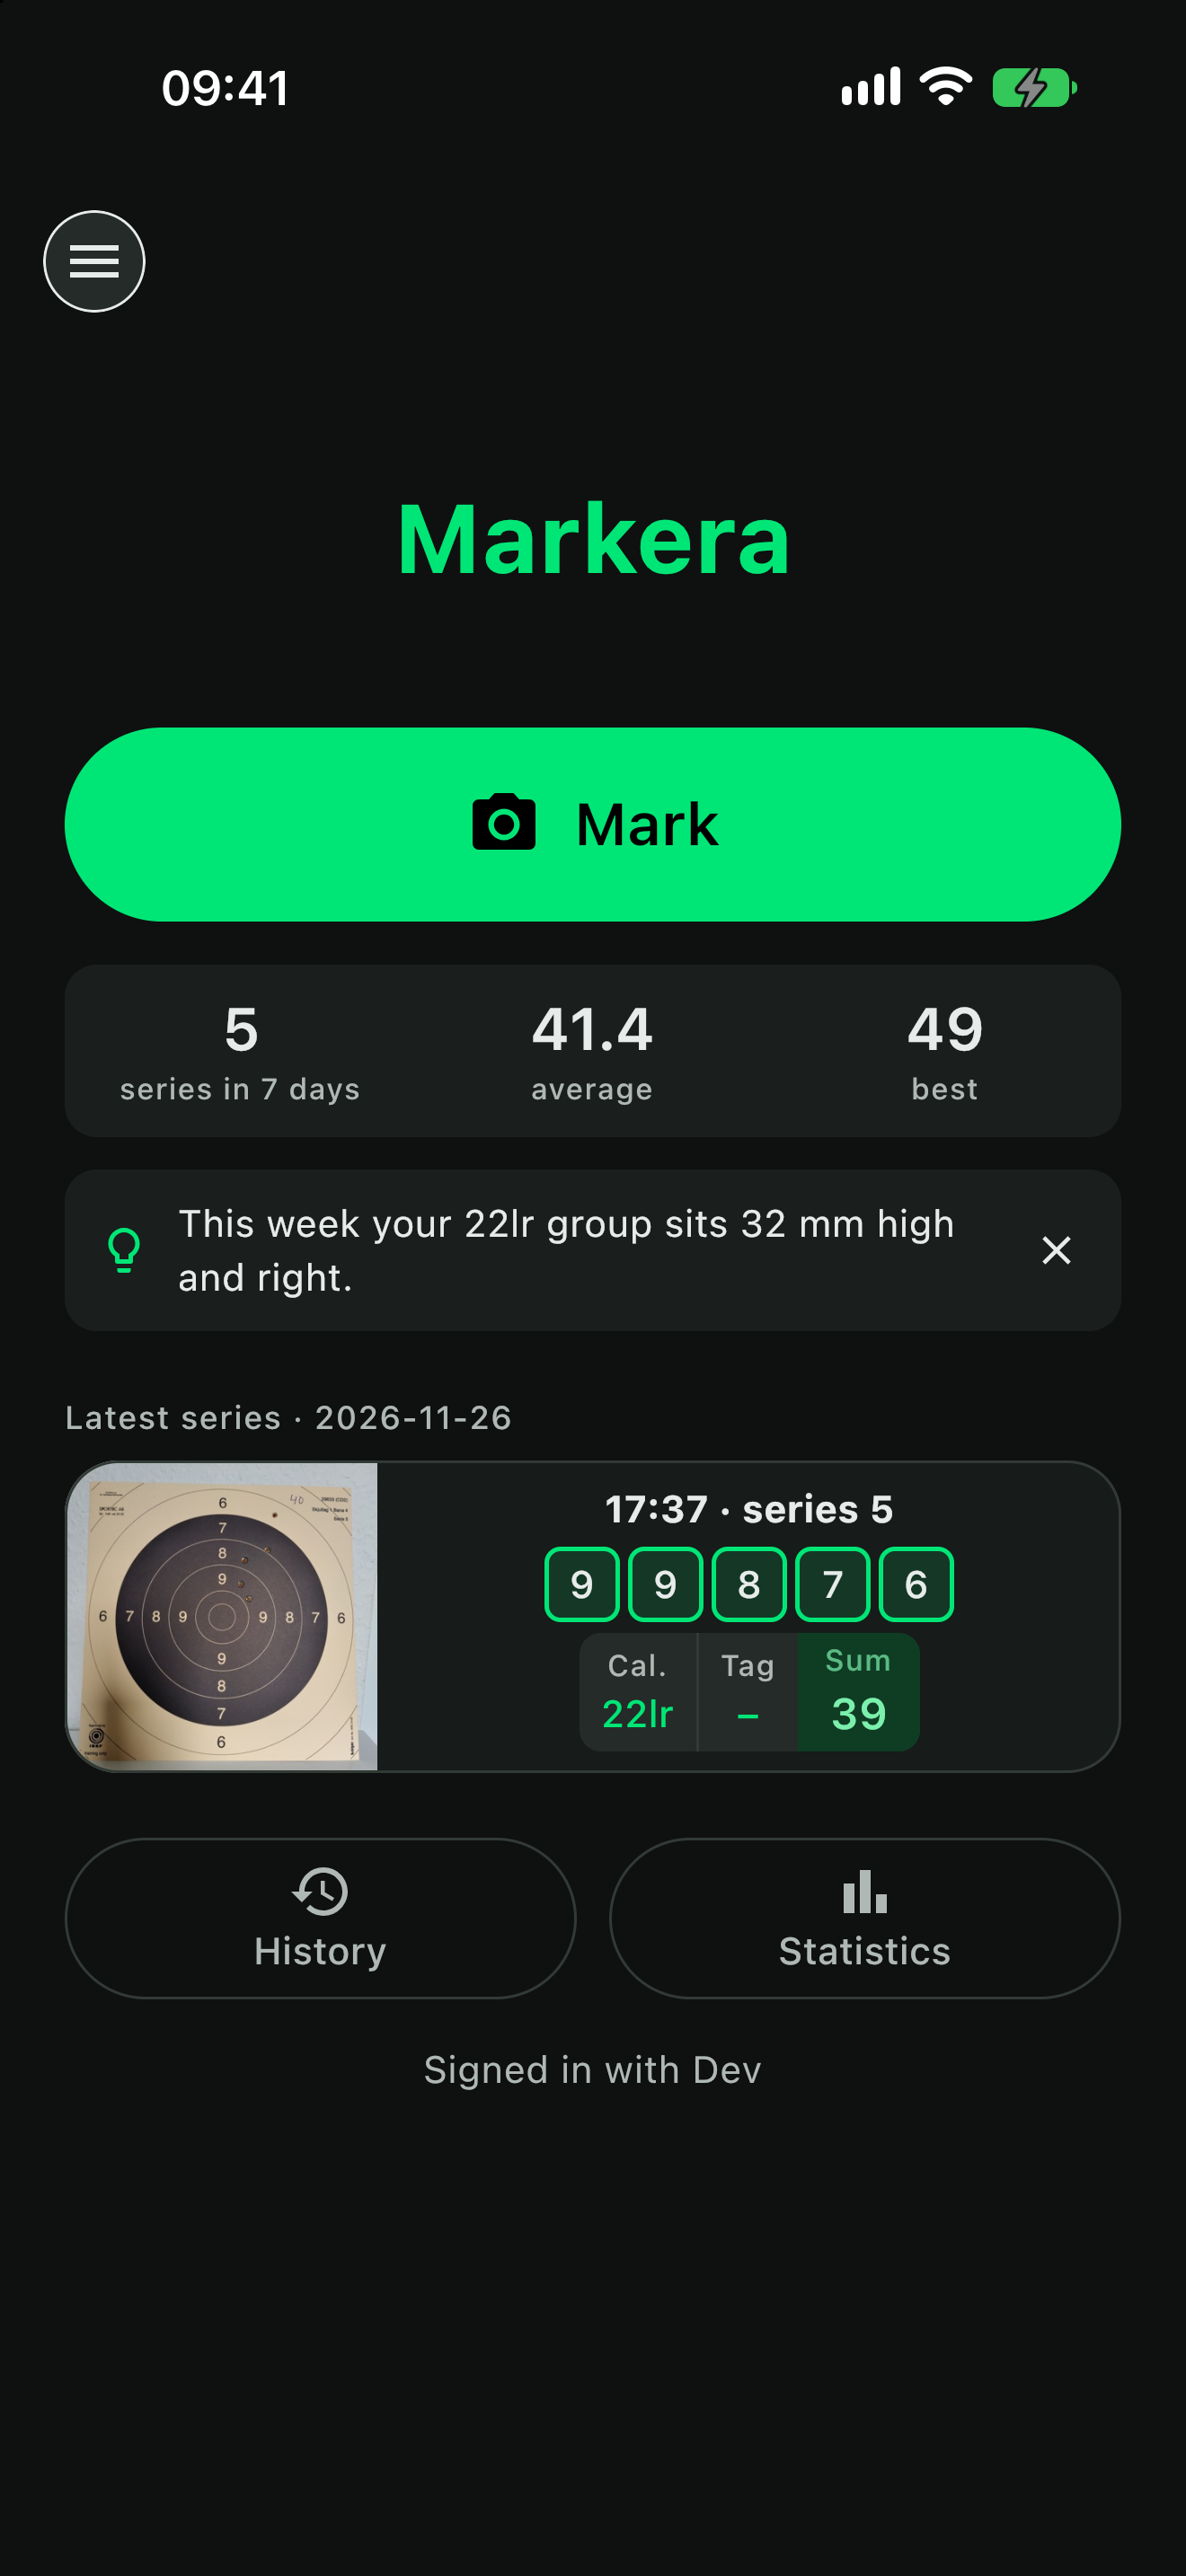 09:41
Markera
Mark
5 41.4 49
series in 7 days average best
This week your 22lr group sits 32 mm high
and right.
Latest series · 2026-11-26
6
7
8
9
6 7 8 9 9 8 7 6
9
8
7
6
40
17:37 · series 5
9 9 8 7 6
Cal. Tag Sum
22lr – 39
History Statistics
Signed in with Dev